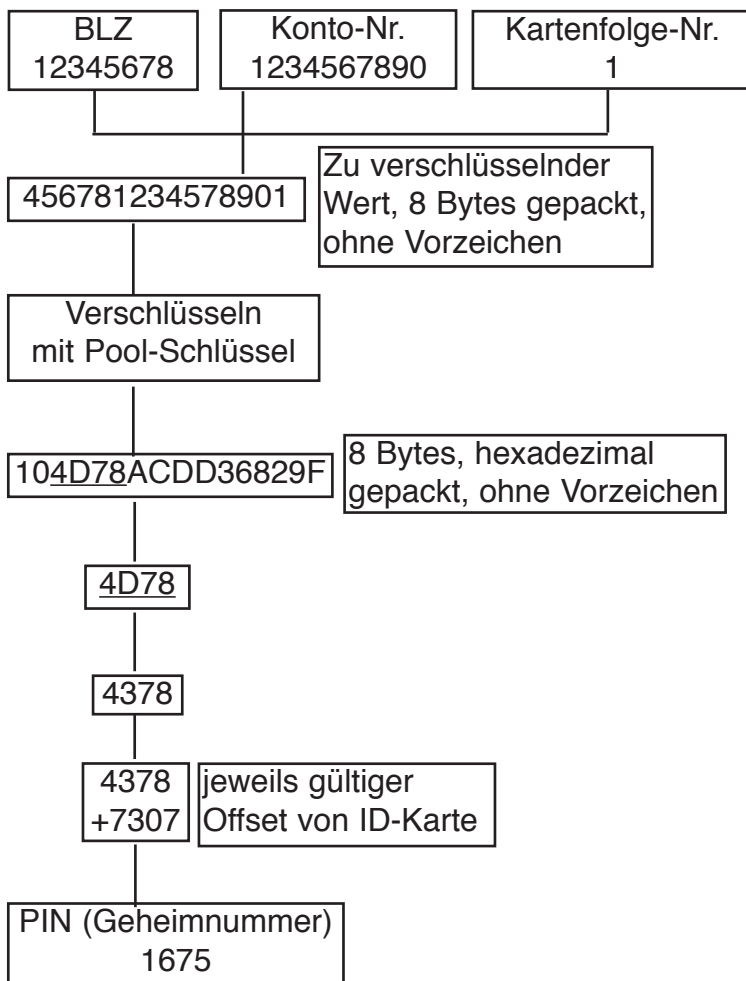 BLZ
12345678
Konto-Nr.
1234567890
Kartenfolge-Nr.
1
456781234578901
Zu verschlüsselnder
Wert, 8 Bytes gepackt,
ohne Vorzeichen
Verschlüsseln
mit Pool-Schlüssel
104D78ACDD36829F
8 Bytes, hexadezimal
gepackt, ohne Vorzeichen
4D78
4378
4378
+7307
jeweils gültiger
Offset von ID-Karte
PIN (Geheimnummer)
1675